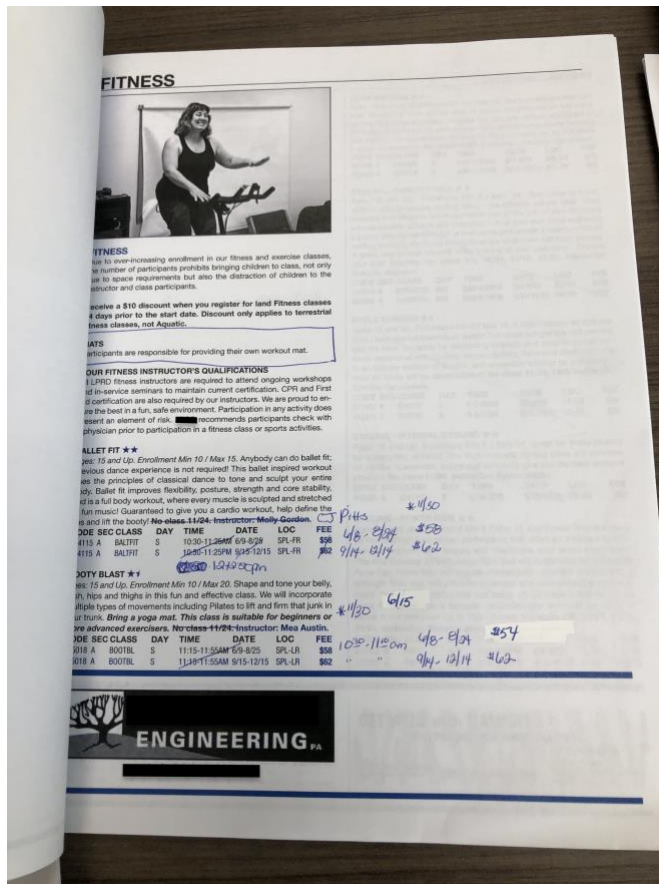 FITNESS
FITNESS
ue to ever-increasing enrollment in our fitness and exercise classes,
e number of participants prohibits bringing children to class, not only
ue to space requirements but also the distraction of children to the
structor and class participants.
eceive a $10 discount when you register for land Fitness classes
4 days prior to the start date. Discount only applies to terrestrial
tness classes, not Aquatic.
MATS
articipants are responsible for providing their own workout mat.
OUR FITNESS INSTRUCTOR'S QUALIFICATIONS
l LPRD fitness instructors are required to attend ongoing workshops
nd in-service seminars to maintain current certification. CPR and First
d certification are also required by our instructors. We are proud to en-
re the best in a fun, safe environment. Participation in any activity does
esent an element of risk. recommends participants check with
physician prior to participation in a fitness class or sports activities.
ALLET FIT ★★
ges: 15 and Up. Enrollment Min 10 / Max 15. Anybody can do ballet fit;
evious dance experience is not required! This ballet inspired workout
es the principles of classical dance to tone and sculpt your entire
dy. Ballet fit improves flexibility, posture, strength and core stability,
d is a full body workout, where every muscle is sculpted and stretched
fun music! Guaranteed to give you a cardio workout, help define the
s and lift the booty! No class 11/24. Instructor: Molly Gordon. CJ Pitts *11/30
ODE SEC CLASS DAY TIME DATE LOC FEE
4115 A BALTFIT S 10:30-11:25AM 6/9-8/25 SPL-FR $58 6/8-8/24 $58
4115 A BALTFIT S 10:30-11:25PM 9/15-12/15 SPL-FR $62 9/14-12/14 $62
OOTY BLAST ★
es: 15 and Up. Enrollment Min 10 / Max 20. Shape and tone your belly,
h, hips and thighs in this fun and effective class. We will incorporate
ltiple types of movements including Pilates to lift and firm that junk in
ur trunk. Bring a yoga mat. This class is suitable for beginners or *11/30 6/15
ore advanced exercisers. No class 11/24. Instructor: Mea Austin.
ODE SEC CLASS DAY TIME DATE LOC FEE
5018 A BOOTBL S 11:15-11:55AM 6/9-8/25 SPL-LR $58 6/8-8/24 $54
5018 A BOOTBL S 11:15-11:55AM 9/15-12/15 SPL-LR $62 " " 9/14-12/14 $62
ENGINEERING PA